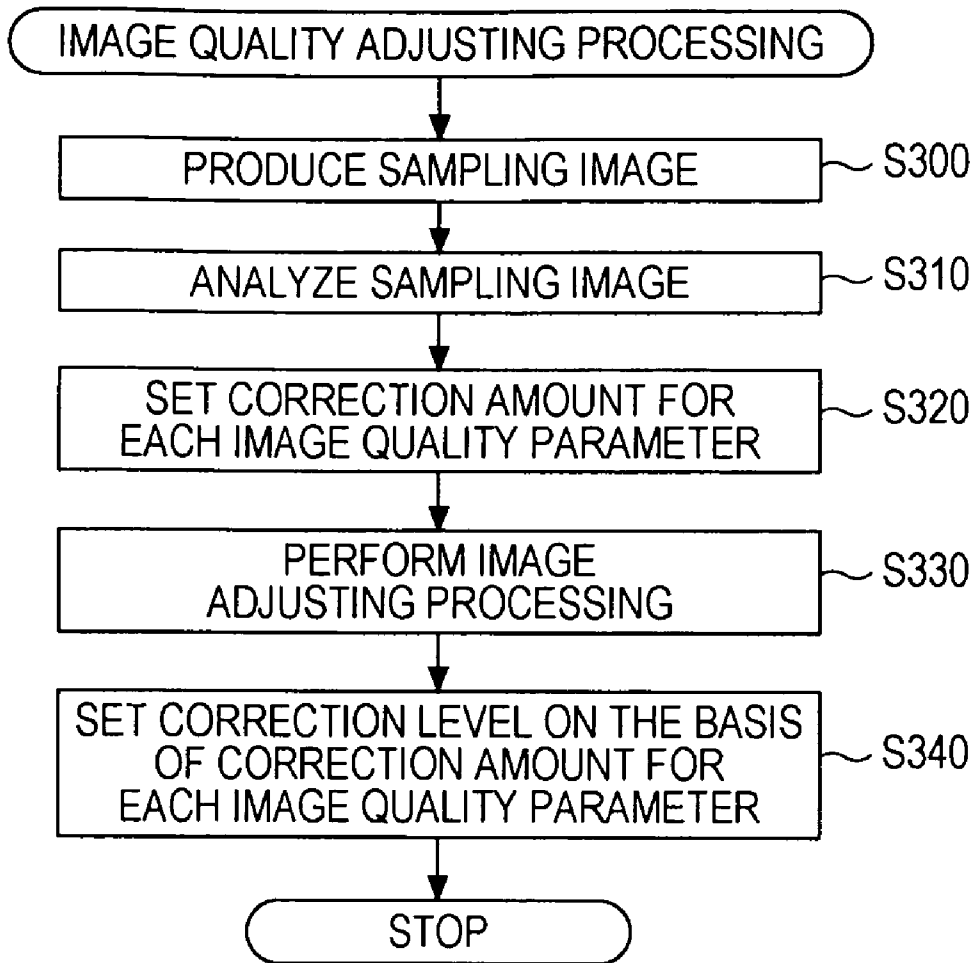 IMAGE QUALITY ADJUSTING PROCESSING
PRODUCE SAMPLING IMAGE
S300
ANALYZE SAMPLING IMAGE
S310
SET CORRECTION AMOUNT FOR
EACH IMAGE QUALITY PARAMETER
S320
PERFORM IMAGE
ADJUSTING PROCESSING
S330
SET CORRECTION LEVEL ON THE BASIS
OF CORRECTION AMOUNT FOR
EACH IMAGE QUALITY PARAMETER
S340
STOP